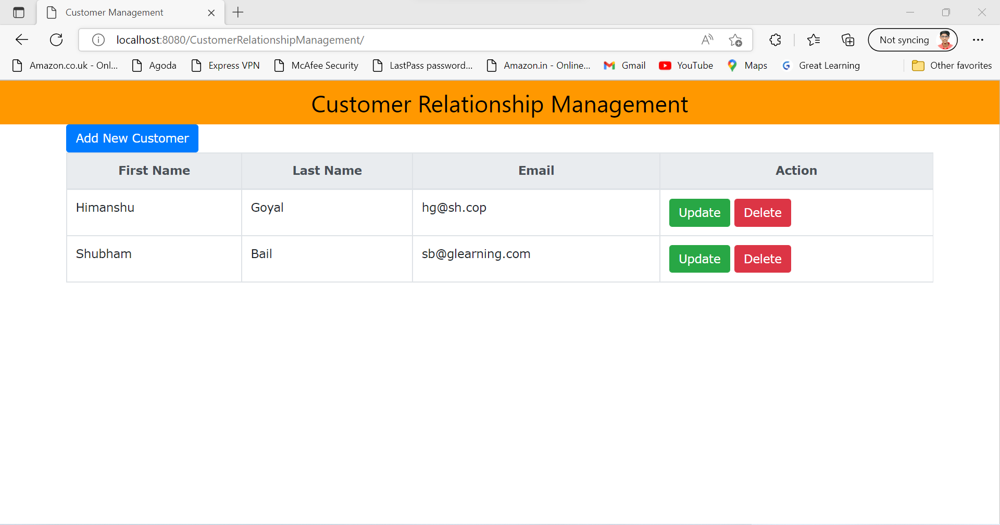 Customer Management
localhost:8080/CustomerRelationshipManagement/
Not syncing
Amazon.co.uk - Onl... Agoda Express VPN McAfee Security LastPass password... Amazon.in - Online... Gmail YouTube Maps Great Learning Other favorites
Customer Relationship Management
Add New Customer
First Name Last Name Email Action
Himanshu Goyal hg@sh.cop Update Delete
Shubham Bail sb@glearning.com Update Delete